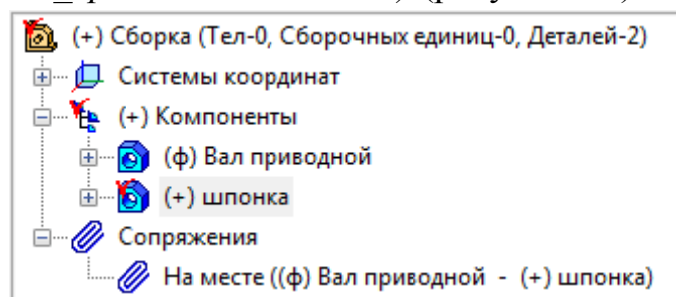 (+) Сборка (Тел-0, Сборочных единиц-0, Деталей-2)
Системы координат
(+) Компоненты
(ф) Вал приводной
(+) шпонка
Сопряжения
На месте ((ф) Вал приводной - (+) шпонка)